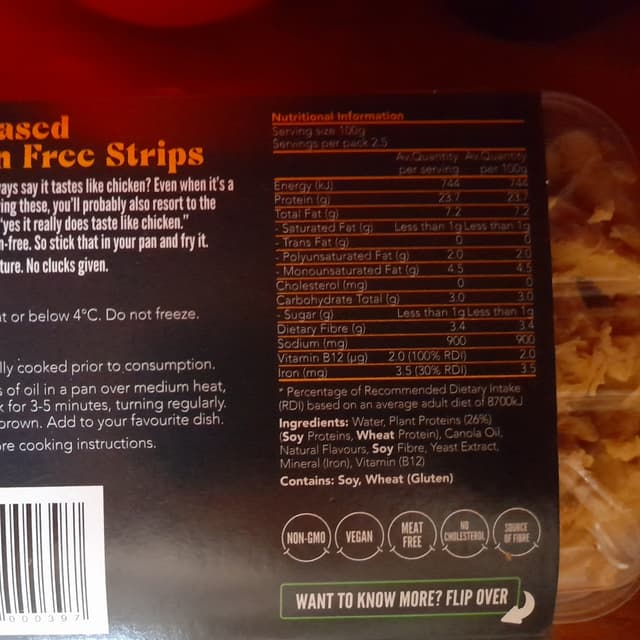 ased
n Free Strips
ays say it tastes like chicken? Even when it's a
ing these, you'll probably also resort to the
"yes it really does taste like chicken."
n-free. So stick that in your pan and fry it.
ture. No clucks given.
at or below 4°C. Do not freeze.
lly cooked prior to consumption.
s of oil in a pan over medium heat,
k for 3-5 minutes, turning regularly.
brown. Add to your favourite dish.
ore cooking instructions.
000397
Nutritional Information
Serving size 100g
Servings per pack 2.5
Av. Quantity Av. Quantity
per serving per 100g
Energy (kJ) 744 744
Protein (g) 23.7 23.7
Total Fat (g) 7.2 7.2
- Saturated Fat (g) Less than 1g Less than 1g
- Trans Fat (g) 0 0
- Polyunsaturated Fat (g) 2.0 2.0
- Monounsaturated Fat (g) 4.5 4.5
Cholesterol (mg) 0 0
Carbohydrate Total (g) 3.0 3.0
- Sugar (g) Less than 1g Less than 1g
Dietary Fibre (g) 3.4 3.4
Sodium (mg) 900 900
Vitamin B12 (μg) 2.0 (100% RDI) 2.0
Iron (mg) 3.5 (30% RDI) 3.5
* Percentage of Recommended Dietary Intake
(RDI) based on an average adult diet of 8700kJ
Ingredients: Water, Plant Proteins (26%)
(Soy Proteins, Wheat Protein), Canola Oil,
Natural Flavours, Soy Fibre, Yeast Extract,
Mineral (Iron), Vitamin (B12)
Contains: Soy, Wheat (Gluten)
NON-GMO
VEGAN
MEAT
FREE
NO
CHOLESTEROL
SOURCE
OF FIBRE
WANT TO KNOW MORE? FLIP OVER